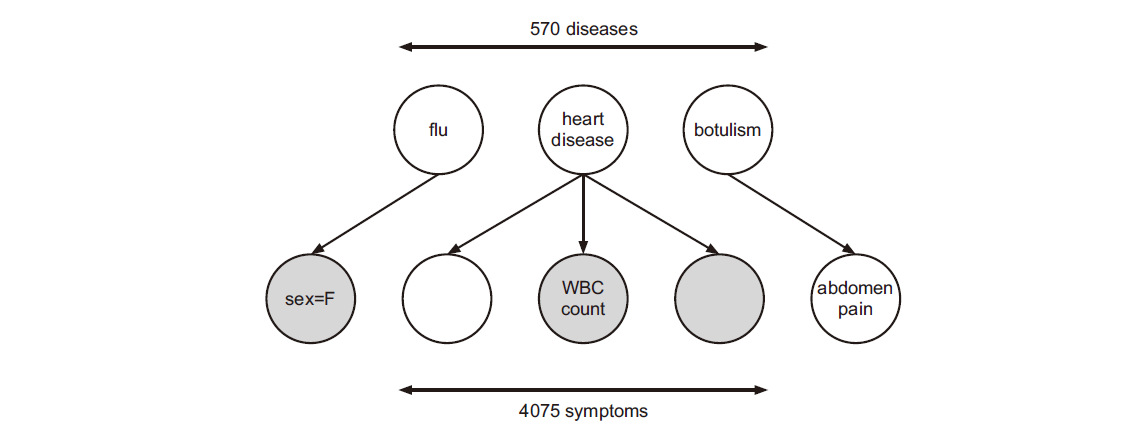 570 diseases
flu
heart
disease
botulism
sex=F
WBC
count
abdomen
pain
4075 symptoms